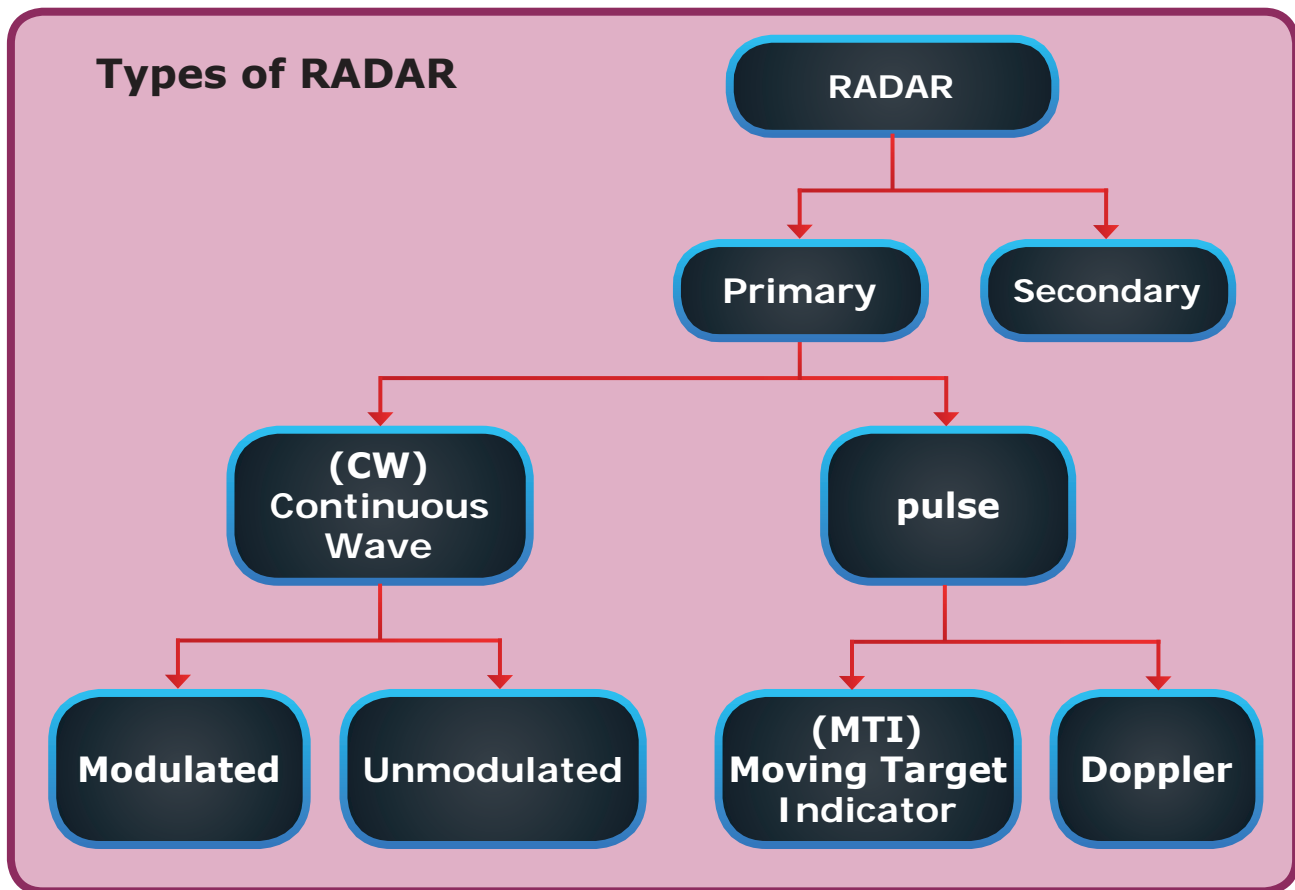 Types of RADAR
RADAR
Primary
Secondary
(CW)
Continuous
Wave
pulse
Modulated
Unmodulated
(MTI)
Moving Target
Indicator
Doppler